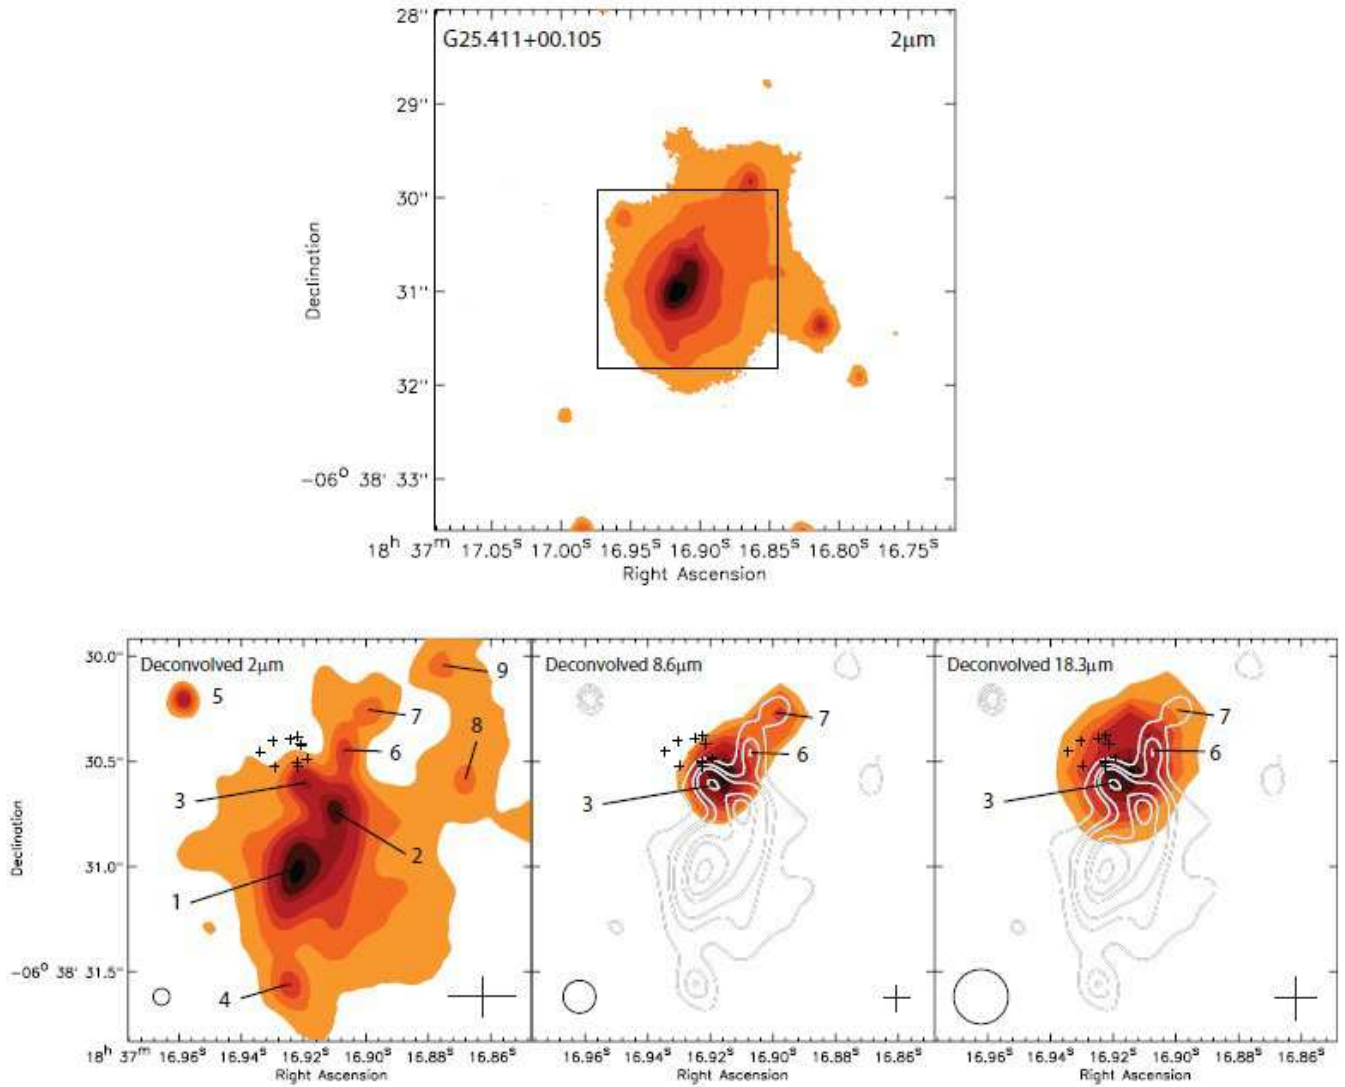 G25.411+00.105 2μm
28"
29"
30"
31"
32"
−06° 38' 33"
Declination
18ʰ 37ᵐ 17.05ˢ 17.00ˢ 16.95ˢ 16.90ˢ 16.85ˢ 16.80ˢ 16.75ˢ
Right Ascension
Deconvolved 2μm
5
9
7
8
6
3
2
1
4
30.0"
30.5"
31.0"
−06° 38' 31.5"
Declination
18ʰ 37ᵐ 16.96ˢ 16.94ˢ 16.92ˢ 16.90ˢ 16.88ˢ 16.86ˢ
Right Ascension
Deconvolved 8.6μm
7
6
3
16.96ˢ 16.94ˢ 16.92ˢ 16.90ˢ 16.88ˢ 16.86ˢ
Right Ascension
Deconvolved 18.3μm
7
6
3
16.96ˢ 16.94ˢ 16.92ˢ 16.90ˢ 16.88ˢ 16.86ˢ
Right Ascension